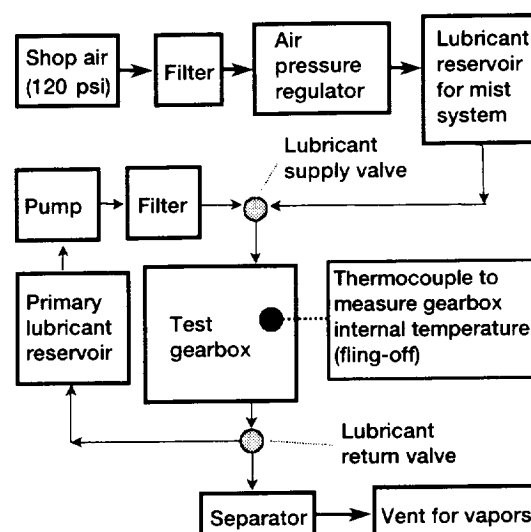 Shop air
(120 psi)
Filter
Air
pressure
regulator
Lubricant
reservoir
for mist
system
Lubricant
supply valve
Pump
Filter
Primary
lubricant
reservoir
Test
gearbox
Thermocouple to
measure gearbox
internal temperature
(fling-off)
Lubricant
return valve
Separator
Vent for vapors